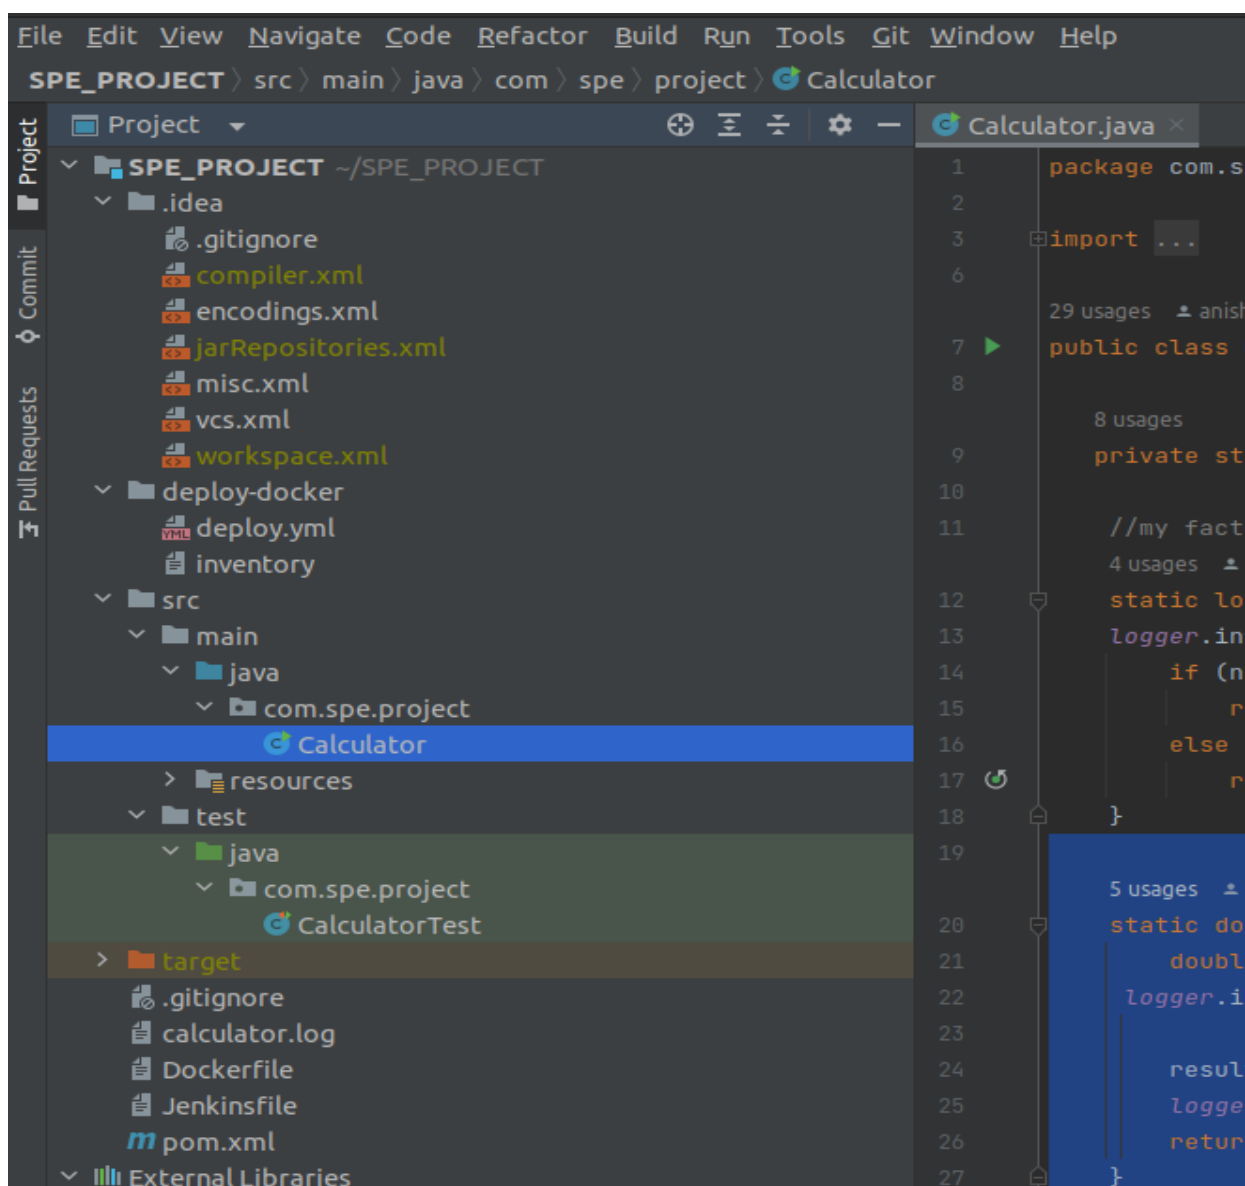 File Edit View Navigate Code Refactor Build Run Tools Git Window Help
SPE_PROJECT src main java com spe project Calculator
Project
Commit
Pull Requests
Project
SPE_PROJECT ~/SPE_PROJECT
.idea
.gitignore
compiler.xml
encodings.xml
jarRepositories.xml
misc.xml
vcs.xml
workspace.xml
deploy-docker
deploy.yml
inventory
src
main
java
com.spe.project
Calculator
resources
test
java
com.spe.project
CalculatorTest
target
.gitignore
calculator.log
Dockerfile
Jenkinsfile
pom.xml
External Libraries
Calculator.java
1 package com.s
2
3 import ...
6
29 usages anish
7 public class
8
8 usages
9 private st
10
11 //my fact
4 usages
12 static lo
13 logger.in
14 if (n
15 r
16 else
17 r
18 }
19
5 usages
20 static do
21 doubl
22 logger.i
23
24 resul
25 logge
26 retur
27 }